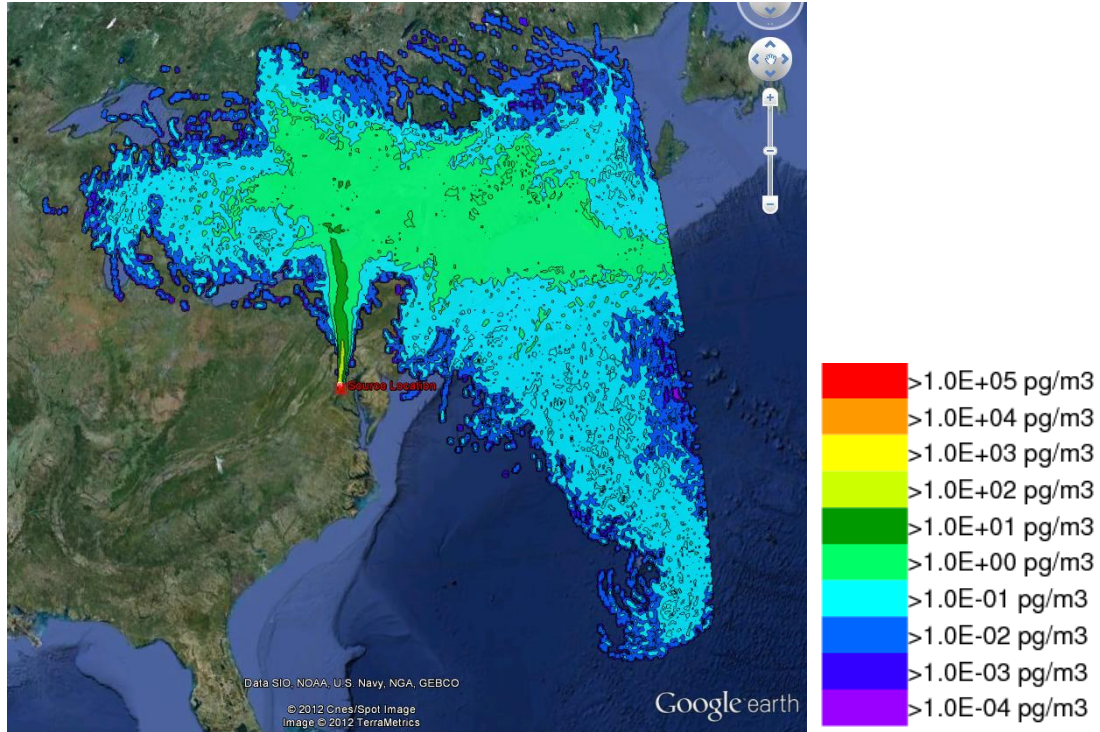 Source Location
Data SIO, NOAA, U.S. Navy, NGA, GEBCO
© 2012 Cnes/Spot Image
Image © 2012 TerraMetrics
Google earth
>1.0E+05 pg/m3
>1.0E+04 pg/m3
>1.0E+03 pg/m3
>1.0E+02 pg/m3
>1.0E+01 pg/m3
>1.0E+00 pg/m3
>1.0E-01 pg/m3
>1.0E-02 pg/m3
>1.0E-03 pg/m3
>1.0E-04 pg/m3